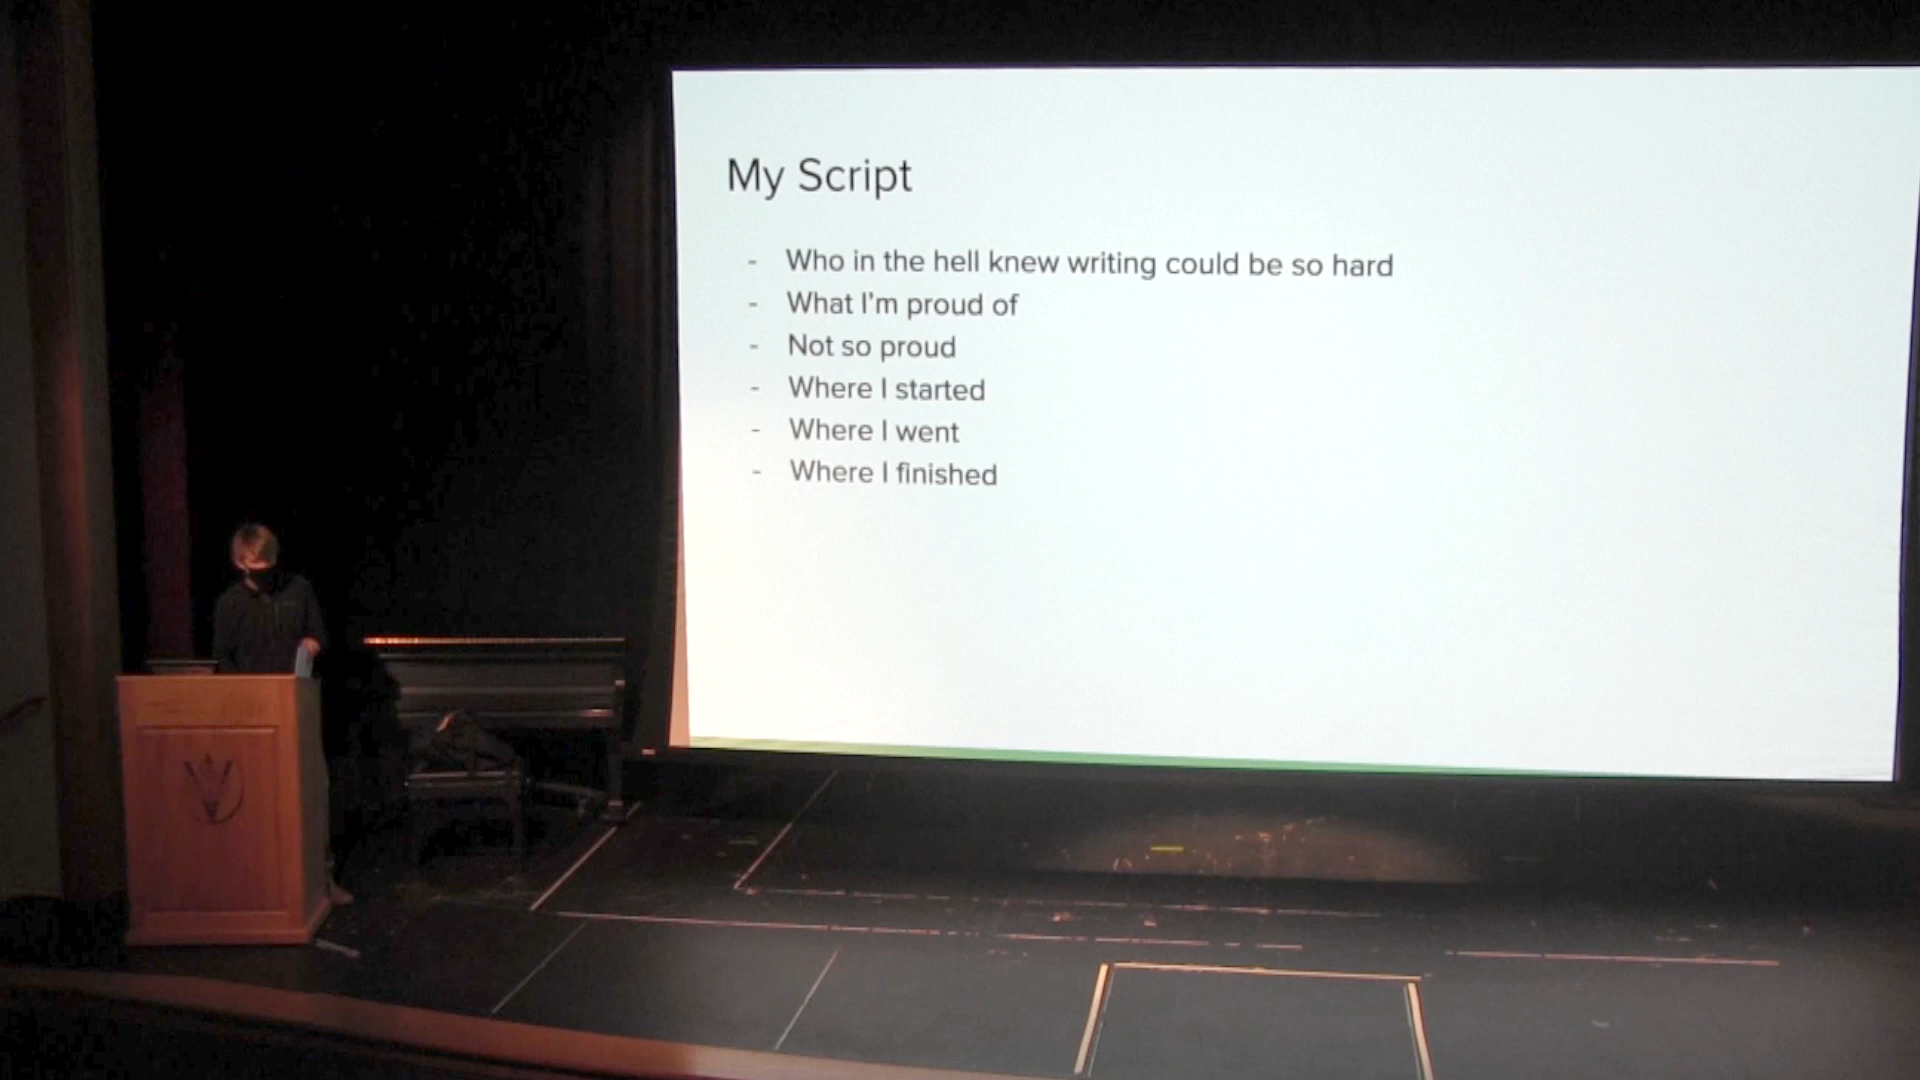 My Script
- Who in the hell knew writing could be so hard
- What I'm proud of
- Not so proud
- Where I started
- Where I went
- Where I finished